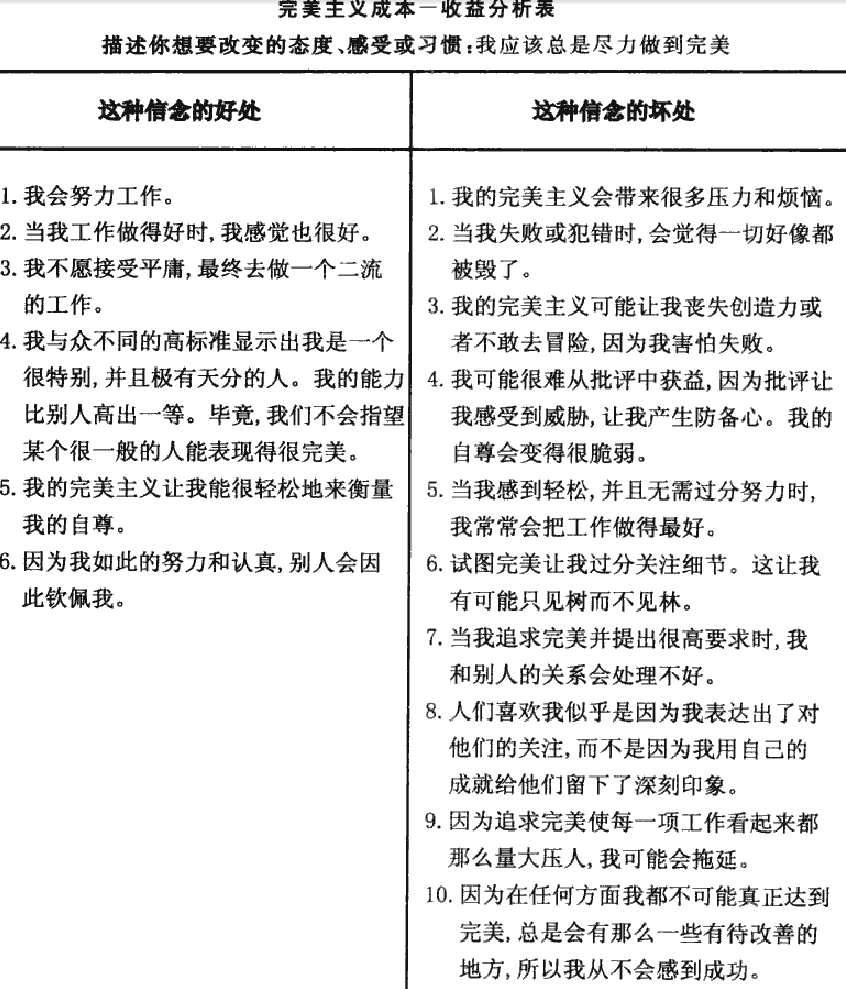 完美主义成本—收益分析表
描述你想要改变的态度、感受或习惯:我应该总是尽力做到完美
这种信念的好处
1. 我会努力工作。
2. 当我工作做得好时,我感觉也很好。
3. 我不愿接受平庸,最终去做一个二流
的工作。
4. 我与众不同的高标准显示出我是一个
很特别,并且极有天分的人。我的能力
比别人高出一等。毕竟,我们不会指望
某个很一般的人能表现得很完美。
5. 我的完美主义让我能很轻松地来衡量
我的自尊。
6. 因为我如此的努力和认真,别人会因
此钦佩我。
这种信念的坏处
1. 我的完美主义会带来很多压力和烦恼。
2. 当我失败或犯错时,会觉得一切好像都
被毁了。
3. 我的完美主义可能让我丧失创造力或
者不敢去冒险,因为我害怕失败。
4. 我可能很难从批评中获益,因为批评让
我感受到威胁,让我产生防备心。我的
自尊会变得很脆弱。
5. 当我感到轻松,并且无需过分努力时,
我常常会把工作做得最好。
6. 试图完美让我过分关注细节。这让我
有可能只见树而不见林。
7. 当我追求完美并提出很高要求时,我
和别人的关系会处理不好。
8. 人们喜欢我似乎是因为我表达出了对
他们的关注,而不是因为我用自己的
成就给他们留下了深刻印象。
9. 因为追求完美使每一项工作看起来都
那么量大压人,我可能会拖延。
10. 因为在任何方面我都不可能真正达到
完美,总是会有那么一些有待改善的
地方,所以我从不会感到成功。